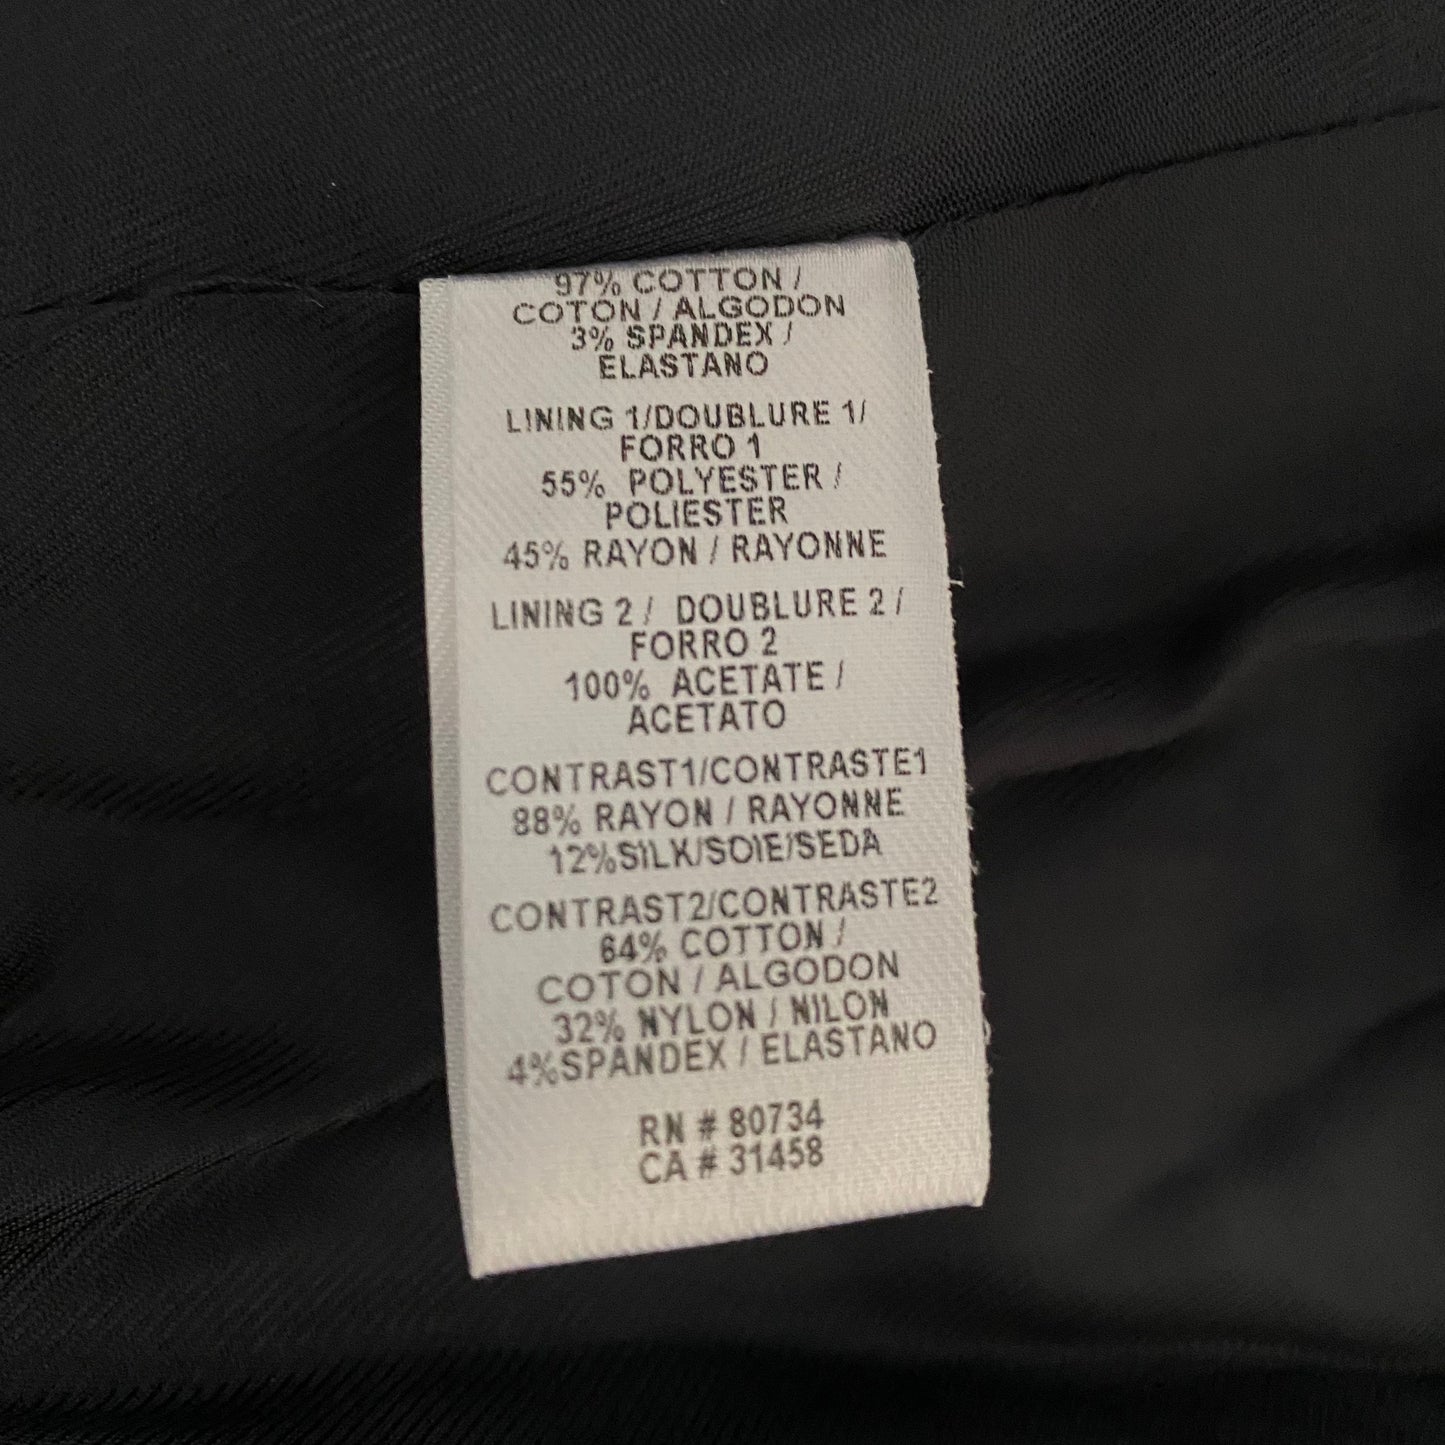 97% COTTON /
COTON / ALGODON
3% SPANDEX /
ELASTANO
LINING 1/DOUBLURE 1/
FORRO 1
55% POLYESTER /
POLIESTER
45% RAYON / RAYONNE
LINING 2 / DOUBLURE 2 /
FORRO 2
100% ACETATE /
ACETATO
CONTRAST1/CONTRASTE1
88% RAYON / RAYONNE
12%SILK/SOIE/SEDA
CONTRAST2/CONTRASTE2
64% COTTON /
COTON / ALGODON
32% NYLON / NILON
4%SPANDEX / ELASTANO
RN # 80734
CA # 31458